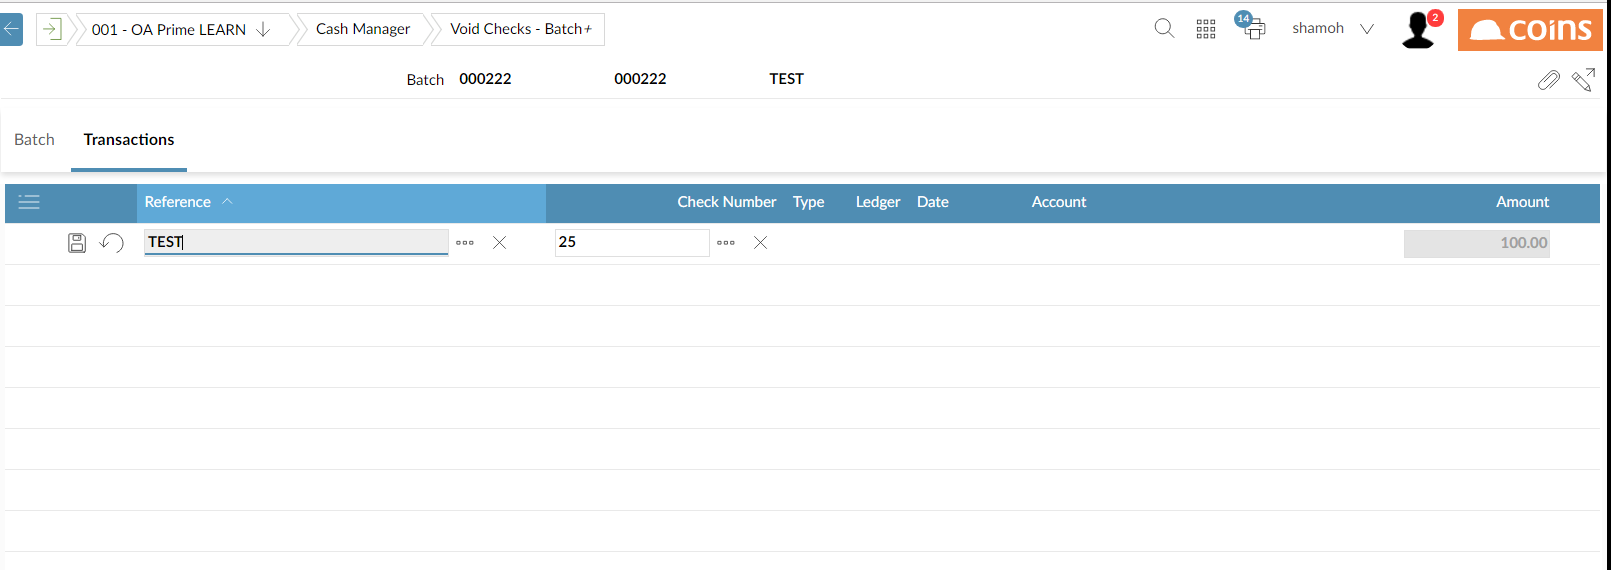 001 - OA Prime LEARN Cash Manager Void Checks - Batch+ 14 shamoh 2 coins
Batch 000222 000222 TEST
Batch Transactions
Reference Check Number Type Ledger Date Account Amount
TEST 25 100.00